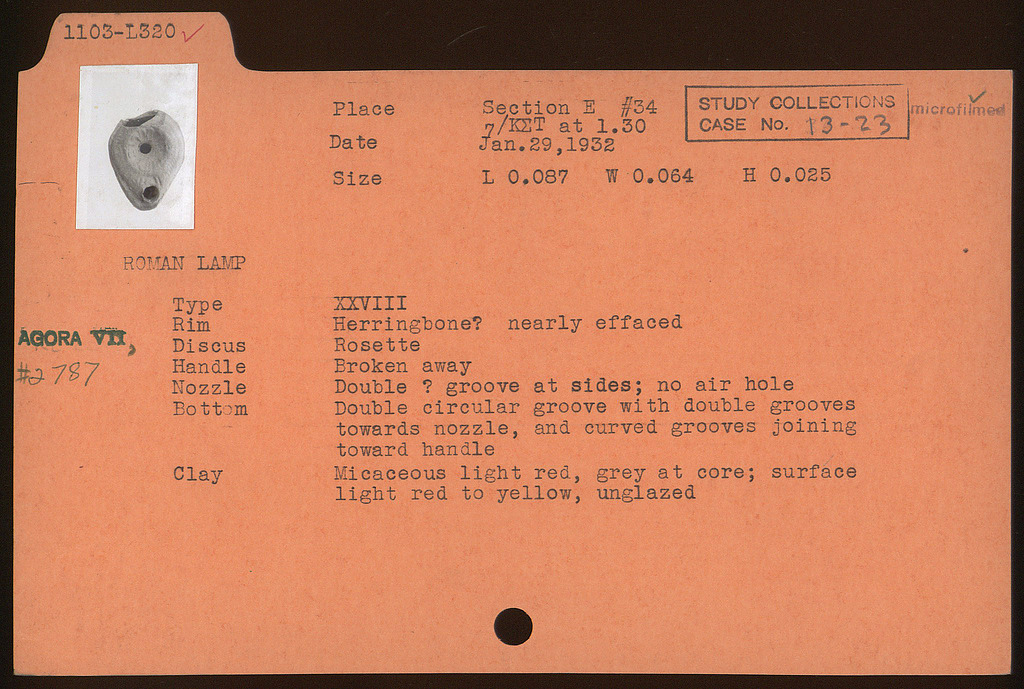 1103-L320 ✓
Place Section E #34
7/KET at 1.30
Date Jan.29,1932
Size L 0.087 W 0.064 H 0.025
STUDY COLLECTIONS
CASE No. 13-23
microfilmed ✓
ROMAN LAMP
Type XXVIII
Rim Herringbone? nearly effaced
Discus Rosette
Handle Broken away
Nozzle Double ? groove at sides; no air hole
Bottom Double circular groove with double grooves
towards nozzle, and curved grooves joining
toward handle
Clay Micaceous light red, grey at core; surface
light red to yellow, unglazed
AGORA VII,
#2787